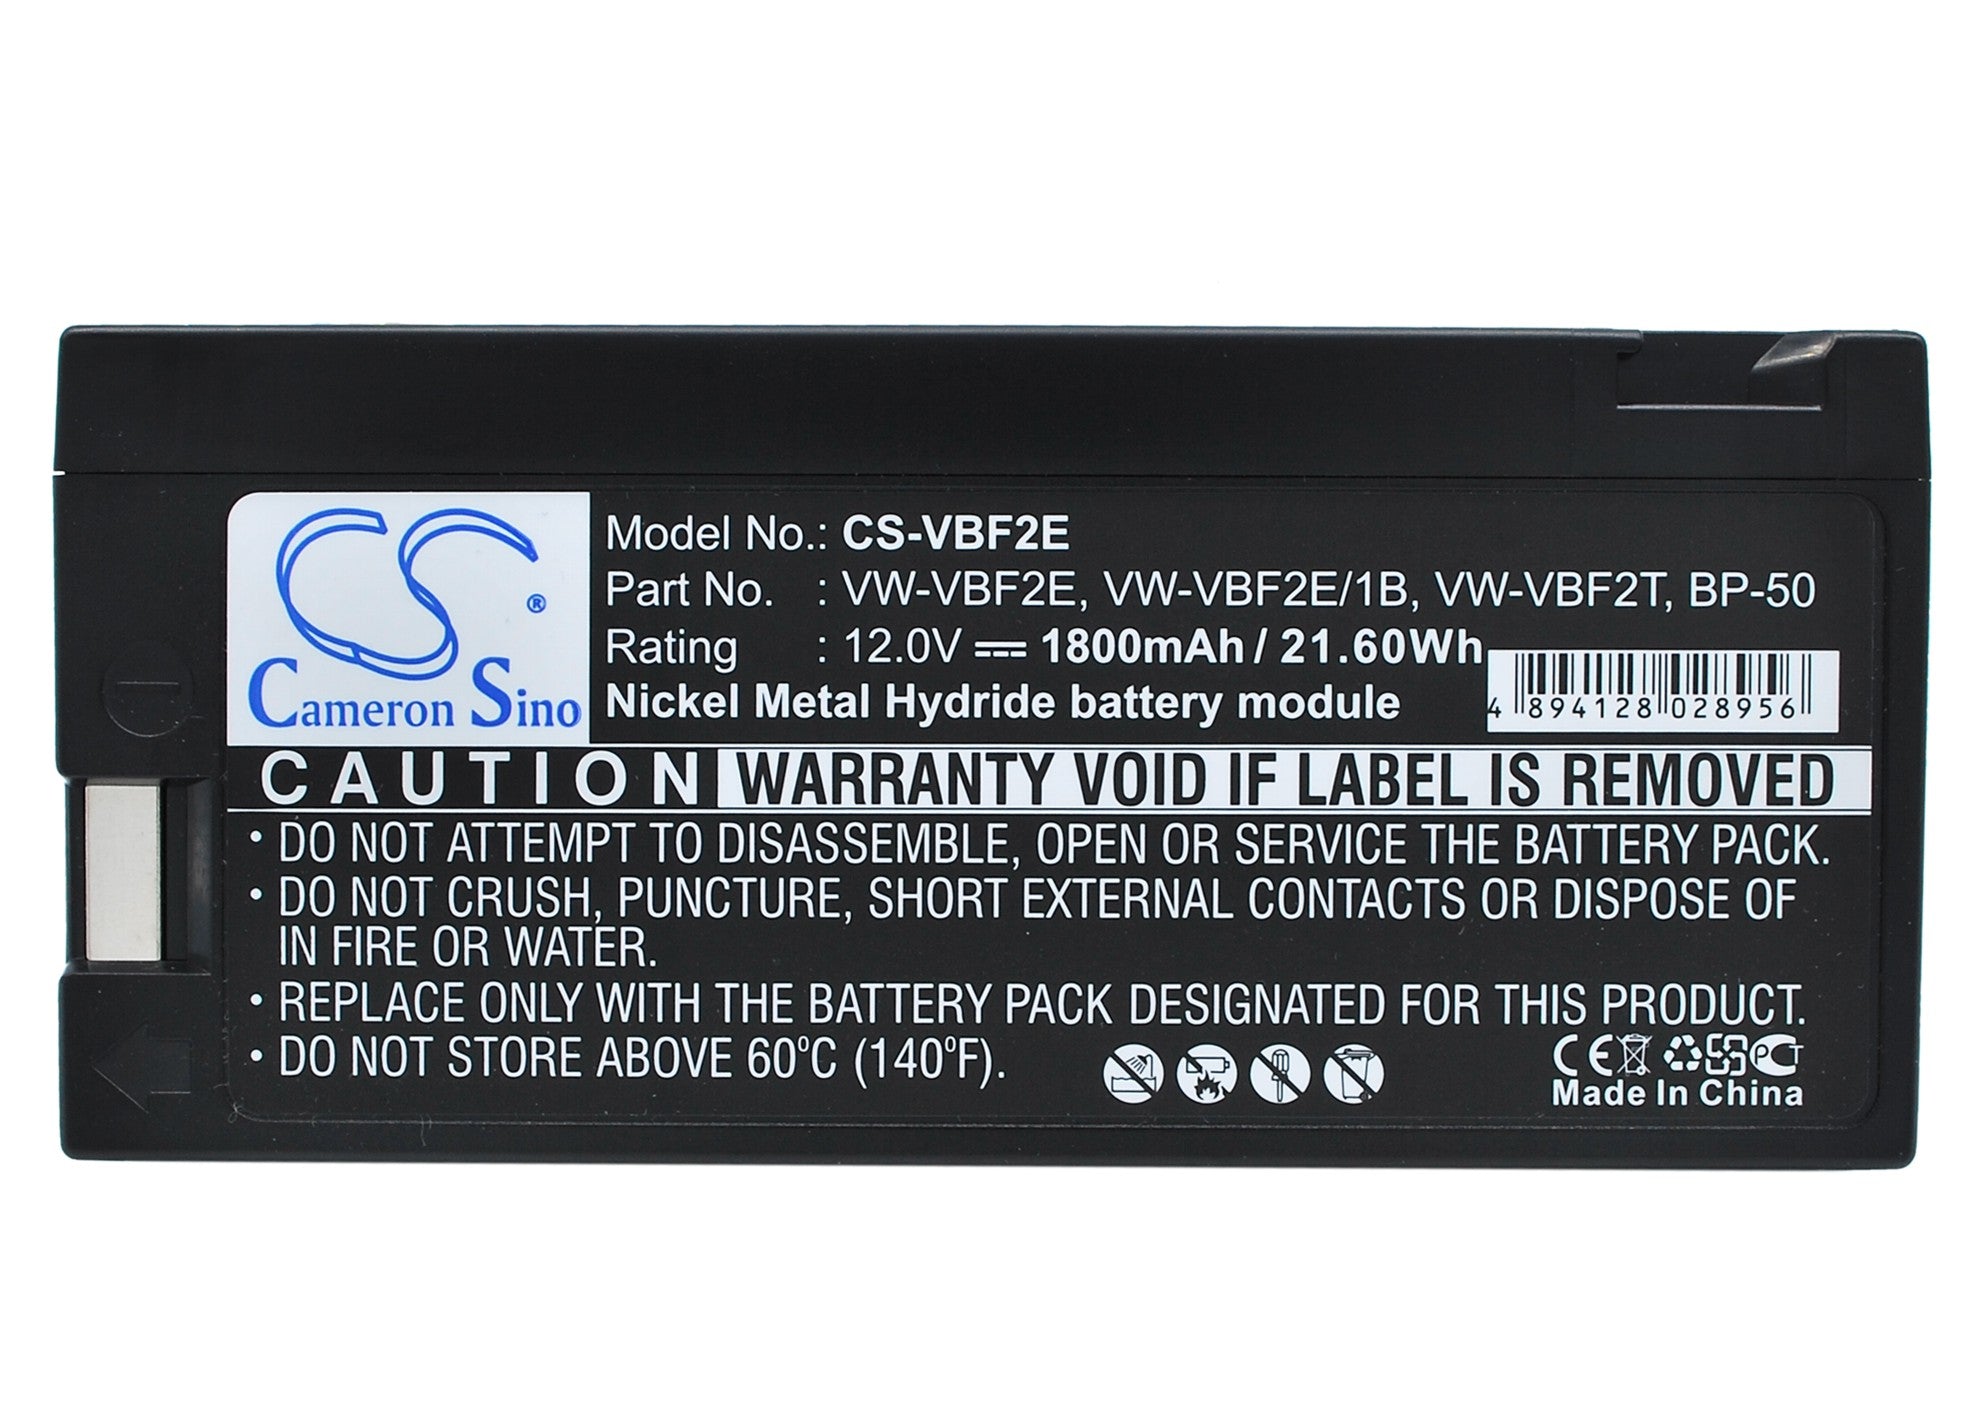 CS ®
Cameron Sino
Model No.: CS-VBF2E
Part No. : VW-VBF2E, VW-VBF2E/1B, VW-VBF2T, BP-50
Rating : 12.0V 1800mAh / 21.60Wh
Nickel Metal Hydride battery module
4 894128 028956
CAUTION WARRANTY VOID IF LABEL IS REMOVED
• DO NOT ATTEMPT TO DISASSEMBLE, OPEN OR SERVICE THE BATTERY PACK.
• DO NOT CRUSH, PUNCTURE, SHORT EXTERNAL CONTACTS OR DISPOSE OF
IN FIRE OR WATER.
• REPLACE ONLY WITH THE BATTERY PACK DESIGNATED FOR THIS PRODUCT.
• DO NOT STORE ABOVE 60°C (140°F).
CE PCT
Made In China